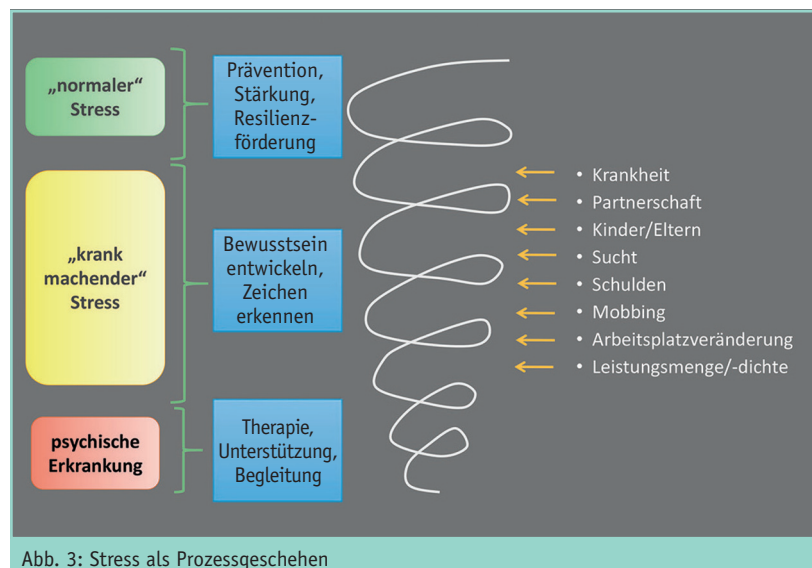 „normaler“
Stress
Prävention,
Stärkung,
Resilienz-
förderung
„krank
machender“
Stress
Bewusstsein
entwickeln,
Zeichen
erkennen
psychische
Erkrankung
Therapie,
Unterstützung,
Begleitung
• Krankheit
• Partnerschaft
• Kinder/Eltern
• Sucht
• Schulden
• Mobbing
• Arbeitsplatzveränderung
• Leistungsmenge/-dichte
Abb. 3: Stress als Prozessgeschehen